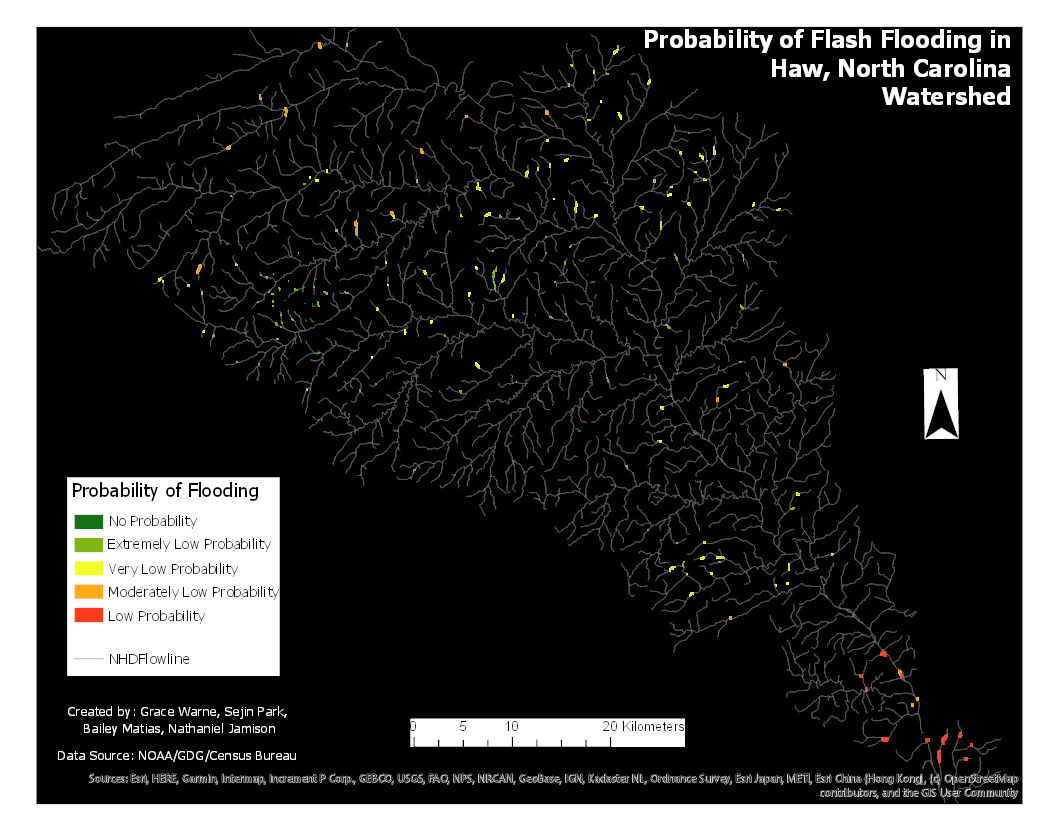 Probability of Flash Flooding in
Haw, North Carolina
Watershed
N
Probability of Flooding
No Probability
Extremely Low Probability
Very Low Probability
Moderately Low Probability
Low Probability
NHDFlowline
Created by: Grace Warne, Sejin Park,
Bailey Matias, Nathaniel Jamison
0 5 10 20 Kilometers
Data Source: NOAA/GDG/Census Bureau
Sources: Esri, HERE, Garmin, Intermap, increment P Corp., GEBCO, USGS, FAO, NPS, NRCAN, GeoBase, IGN, Kadaster NL, Ordnance Survey, Esri Japan, METI, Esri China (Hong Kong), (c) OpenStreetMap
contributors, and the GIS User Community